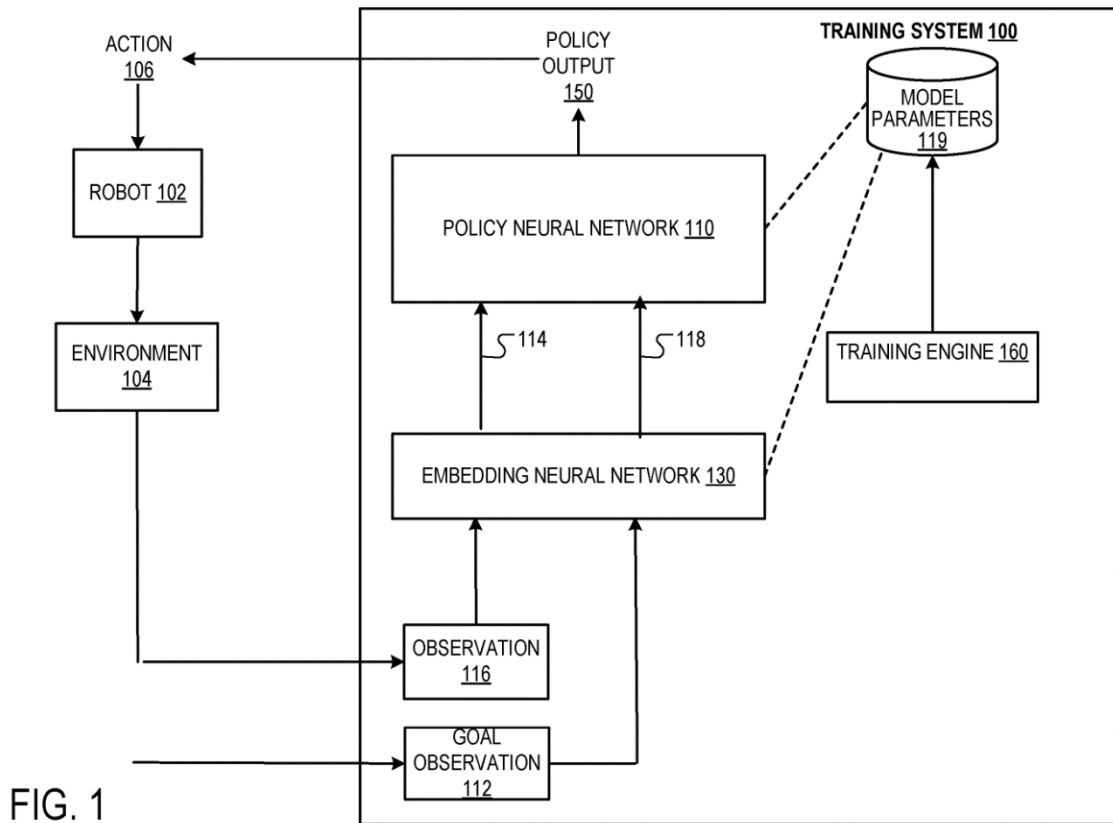 TRAINING SYSTEM 100
ACTION
106
POLICY
OUTPUT
150
MODEL
PARAMETERS
119
ROBOT 102
POLICY NEURAL NETWORK 110
ENVIRONMENT
104
114
118
TRAINING ENGINE 160
EMBEDDING NEURAL NETWORK 130
OBSERVATION
116
GOAL
OBSERVATION
112
FIG. 1